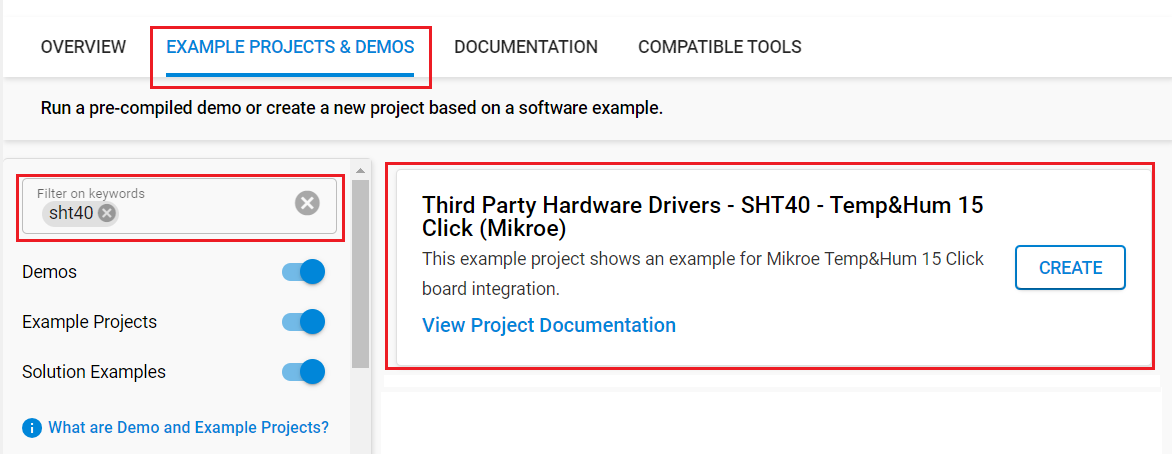 OVERVIEW
EXAMPLE PROJECTS & DEMOS
DOCUMENTATION
COMPATIBLE TOOLS
Run a pre-compiled demo or create a new project based on a software example.
Filter on keywords
sht40
Demos
Example Projects
Solution Examples
What are Demo and Example Projects?
Third Party Hardware Drivers - SHT40 - Temp&Hum 15
Click (Mikroe)
This example project shows an example for Mikroe Temp&Hum 15 Click
board integration.
View Project Documentation
CREATE